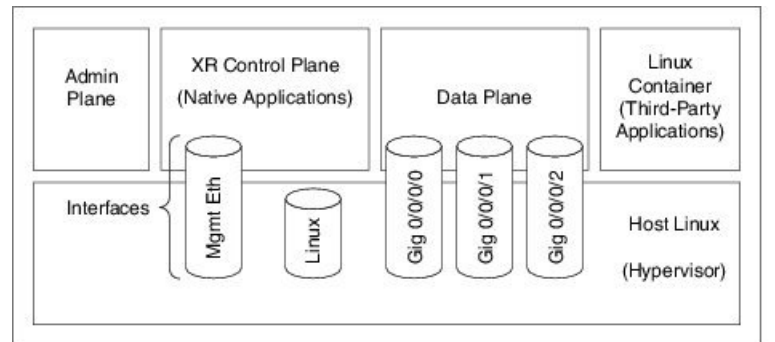 Admin
Plane
XR Control Plane
(Native Applications)
Data Plane
Linux
Container
(Third-Party
Applications)
Interfaces
Mgmt Eth
Linux
Gig 0/0/0/0
Gig 0/0/0/1
Gig 0/0/0/2
Host Linux
(Hypervisor)